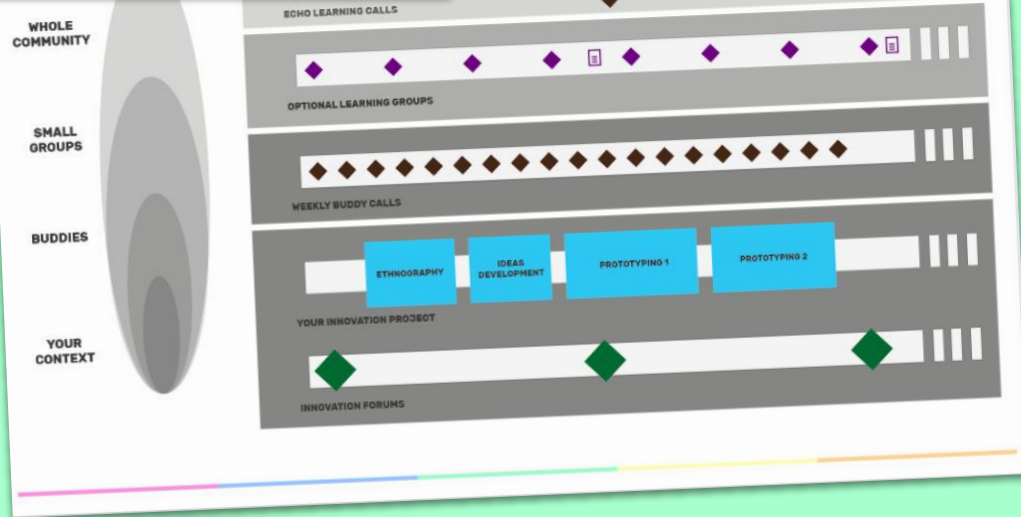 ECHO LEARNING CALLS
WHOLE
COMMUNITY
OPTIONAL LEARNING GROUPS
SMALL
GROUPS
WEEKLY BUDDY CALLS
BUDDIES
ETHNOGRAPHY
IDEAS
DEVELOPMENT
PROTOTYPING 1
PROTOTYPING 2
YOUR INNOVATION PROJECT
YOUR
CONTEXT
INNOVATION FORUMS